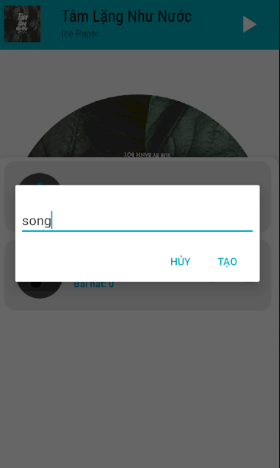 Tâm Lặng Như Nước
Ice Paper
song
HỦY
TẠO
Bài hát: 0